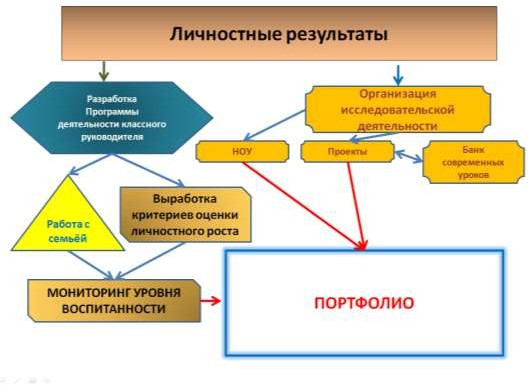 Личностные результаты
Разработка
Программы
деятельности классного
руководителя
Организация
исследовательской
деятельности
НОУ
Проекты
Банк
современных
уроков
Работа с
семьёй
Выработка
критериев оценки
личностного роста
МОНИТОРИНГ УРОВНЯ
ВОСПИТАННОСТИ
ПОРТФОЛИО